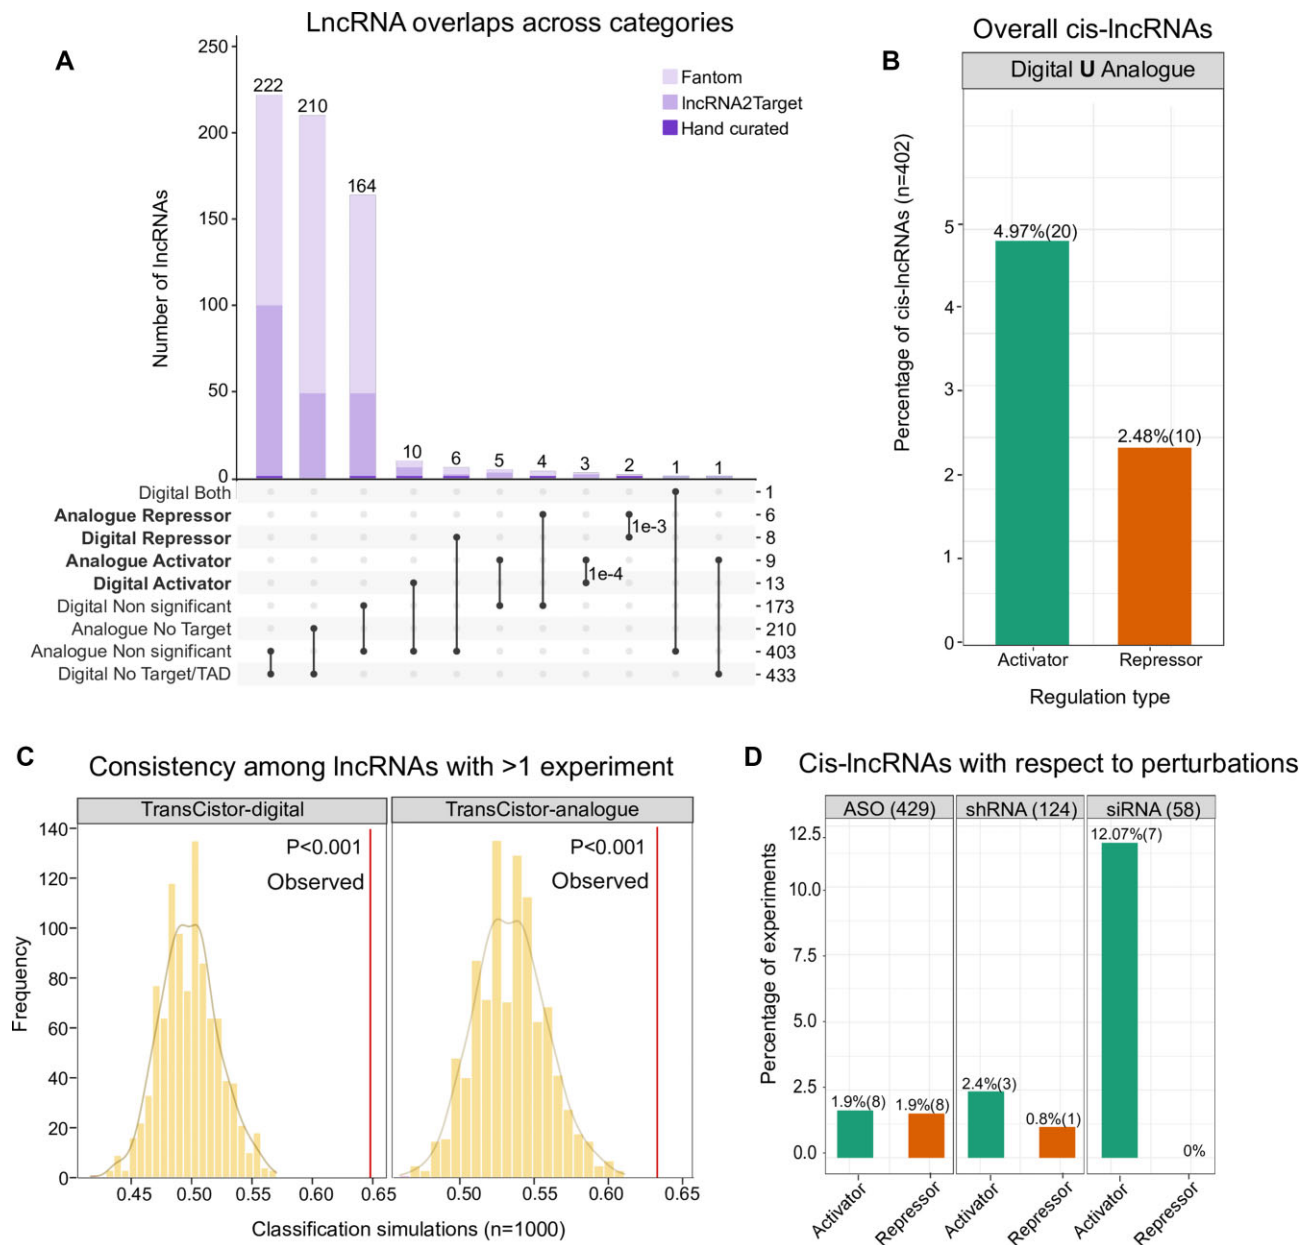 LncRNA overlaps across categories
A
Number of lncRNAs
250
200
150
100
50
0
222
210
164
10
6
5
4
3
2
1
1
Fantom
lncRNA2Target
Hand curated
Digital Both
Analogue Repressor
Digital Repressor
Analogue Activator
Digital Activator
Digital Non significant
Analogue No Target
Analogue Non significant
Digital No Target/TAD
1e-3
1e-4
1
6
8
9
13
173
210
403
433
Overall cis-lncRNAs
B
Digital U Analogue
Percentage of cis-lncRNAs (n=402)
5
4
3
2
1
0
4.97%(20)
2.48%(10)
Activator
Repressor
Regulation type
C
Consistency among lncRNAs with >1 experiment
TransCistor-digital
TransCistor-analogue
Frequency
140
120
100
80
60
40
20
0
P<0.001
Observed
P<0.001
Observed
0.45
0.50
0.55
0.60
0.65
0.50
0.55
0.60
0.65
Classification simulations (n=1000)
D
Cis-lncRNAs with respect to perturbations
ASO (429)
shRNA (124)
siRNA (58)
Percentage of experiments
12.5
10.0
7.5
5.0
2.5
0.0
1.9%(8)
1.9%(8)
2.4%(3)
0.8%(1)
12.07%(7)
0%
Activator
Repressor
Activator
Repressor
Activator
Repressor